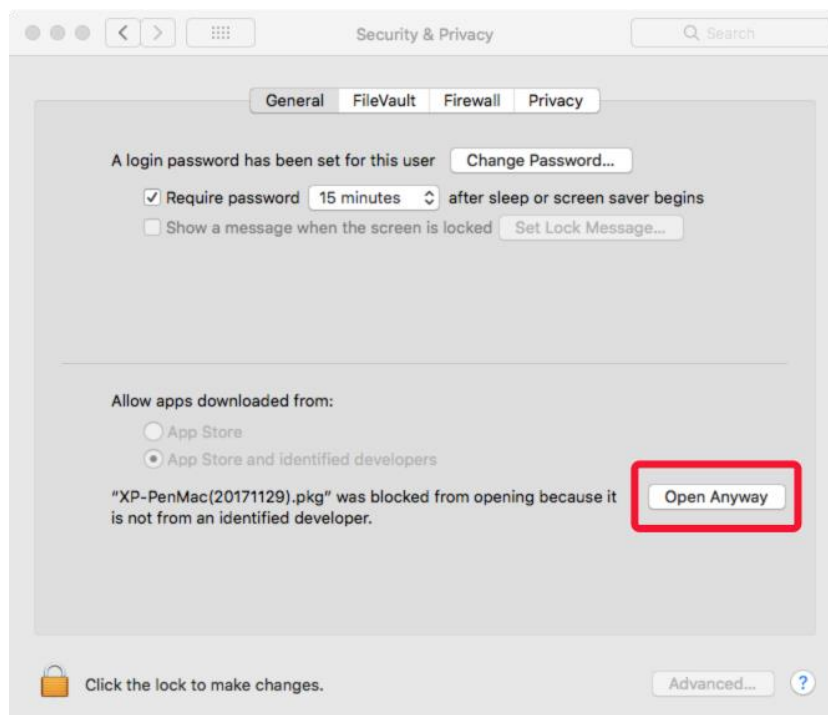 Security & Privacy
Search
General FileVault Firewall Privacy
A login password has been set for this user Change Password...
Require password 15 minutes after sleep or screen saver begins
Show a message when the screen is locked Set Lock Message...
Allow apps downloaded from:
App Store
App Store and identified developers
"XP-PenMac(20171129).pkg" was blocked from opening because it Open Anyway
is not from an identified developer.
Click the lock to make changes. Advanced... ?